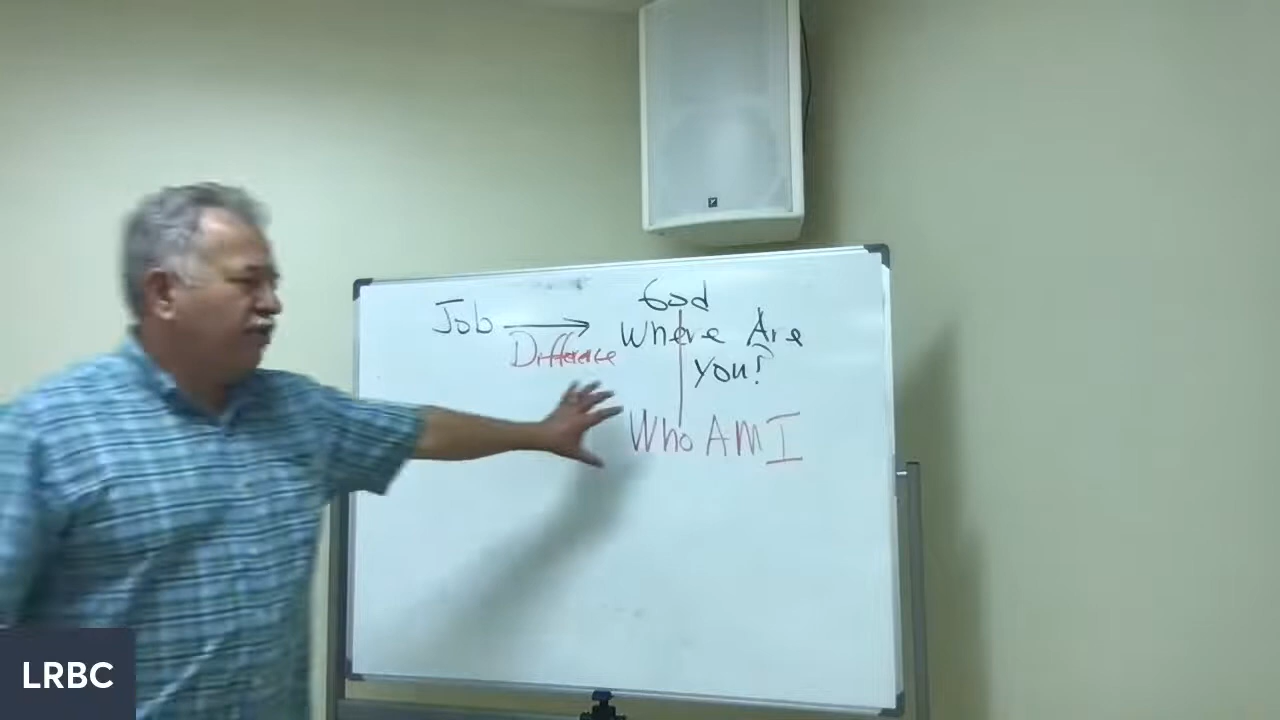 God
Job → Where Are
Difference
You?
Who AM I
LRBC